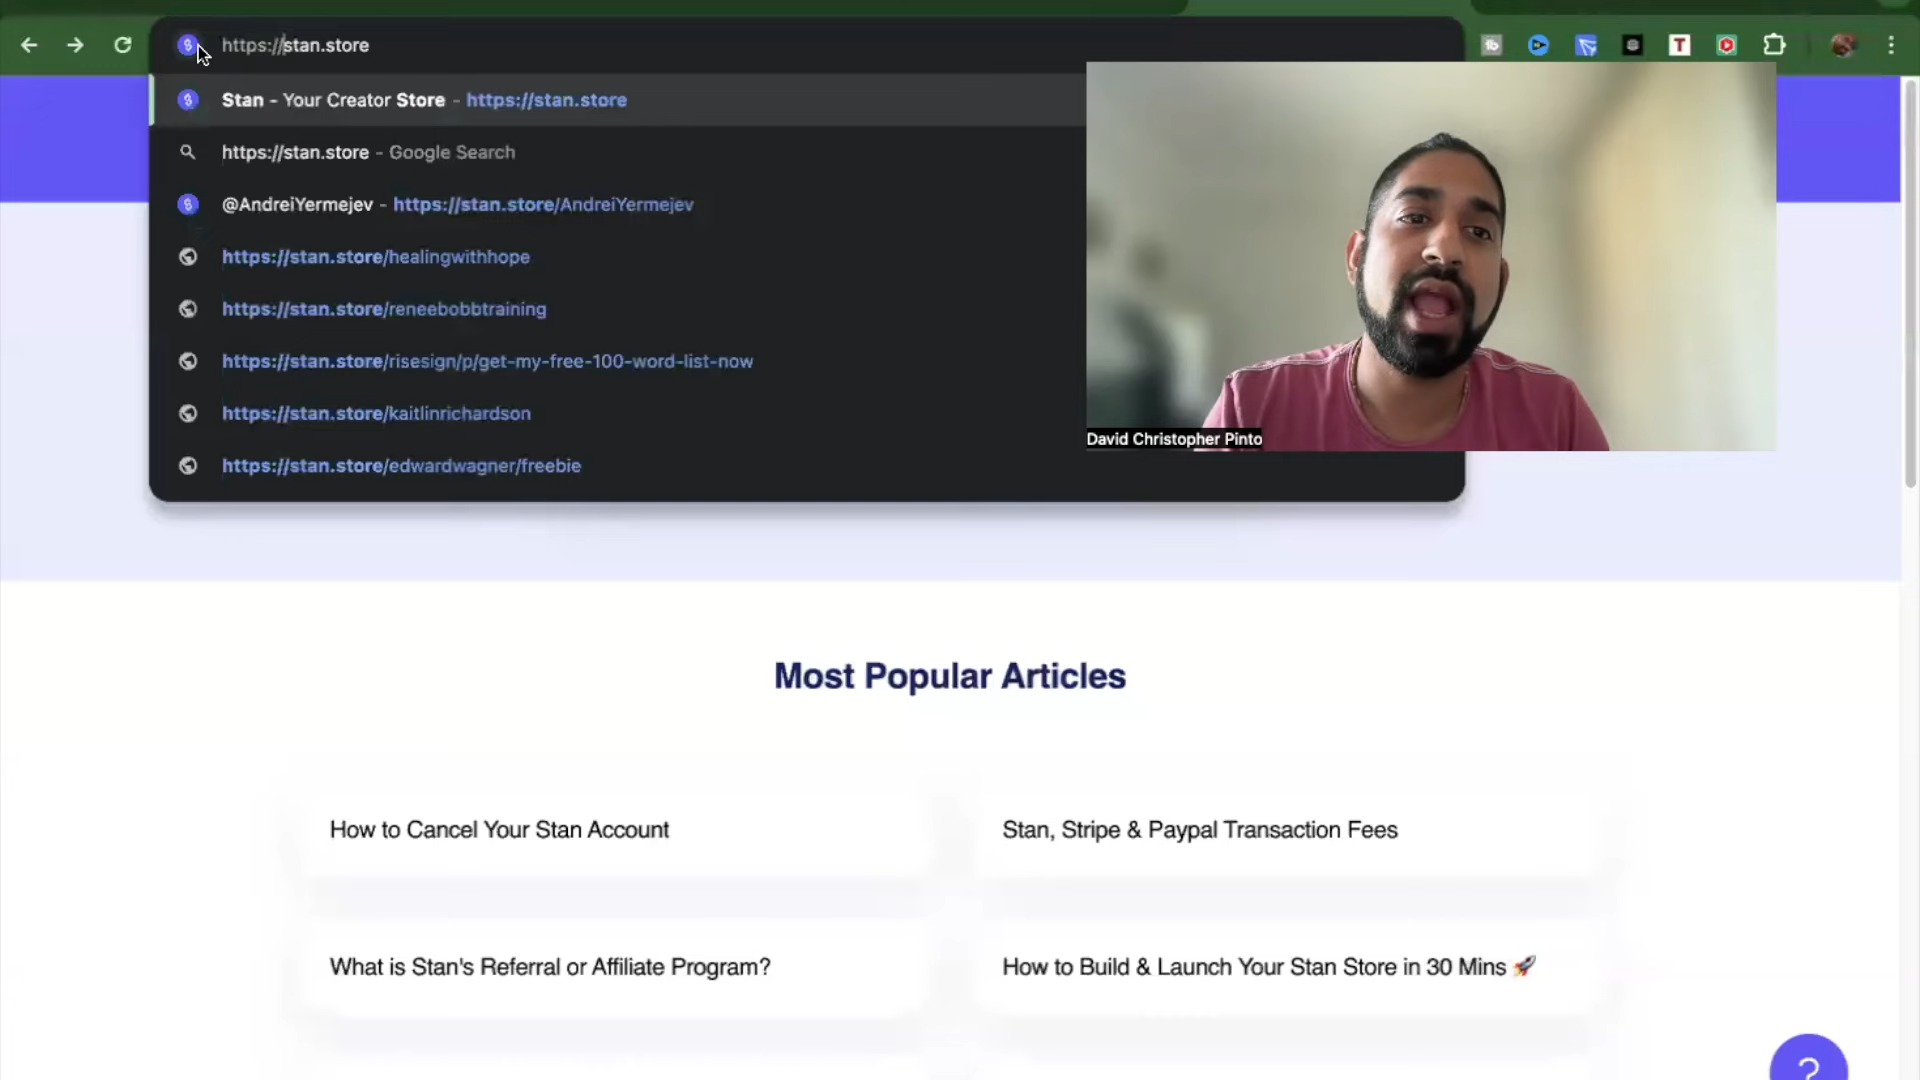 https://stan.store
Stan - Your Creator Store - https://stan.store
https://stan.store - Google Search
@AndreiYermejev - https://stan.store/AndreiYermejev
https://stan.store/healingwithhope
https://stan.store/reneebobbtraining
https://stan.store/risesign/p/get-my-free-100-word-list-now
https://stan.store/kaitlinrichardson
https://stan.store/edwardwagner/freebie
David Christopher Pinto
Most Popular Articles
How to Cancel Your Stan Account
Stan, Stripe & Paypal Transaction Fees
What is Stan's Referral or Affiliate Program?
How to Build & Launch Your Stan Store in 30 Mins 🚀
T
?